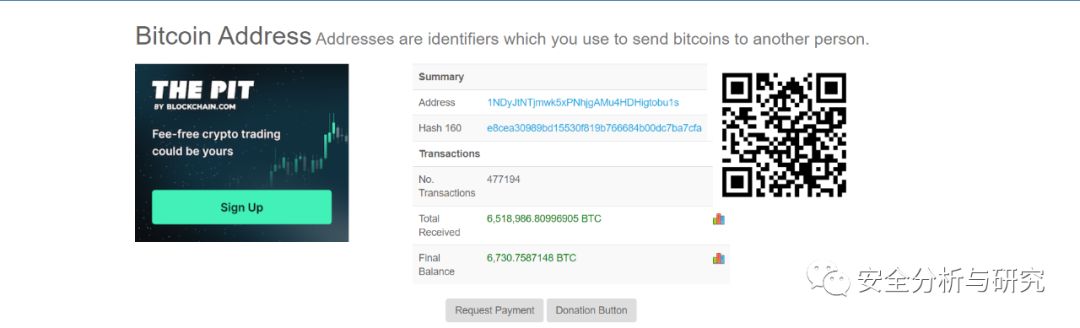 Bitcoin Address Addresses are identifiers which you use to send bitcoins to another person.
THE PIT
BY BLOCKCHAIN.COM
Fee-free crypto trading
could be yours
Sign Up
Summary
Address 1NDyJtNTjmwk5xPNhjgAMu4HDHigtobu1s
Hash 160 e8cea30989bd15530f819b766684b00dc7ba7cfa
Transactions
No. Transactions 477194
Total Received 6,518,986.80996905 BTC
Final Balance 6,730.7587148 BTC
Request Payment Donation Button
安全分析与研究